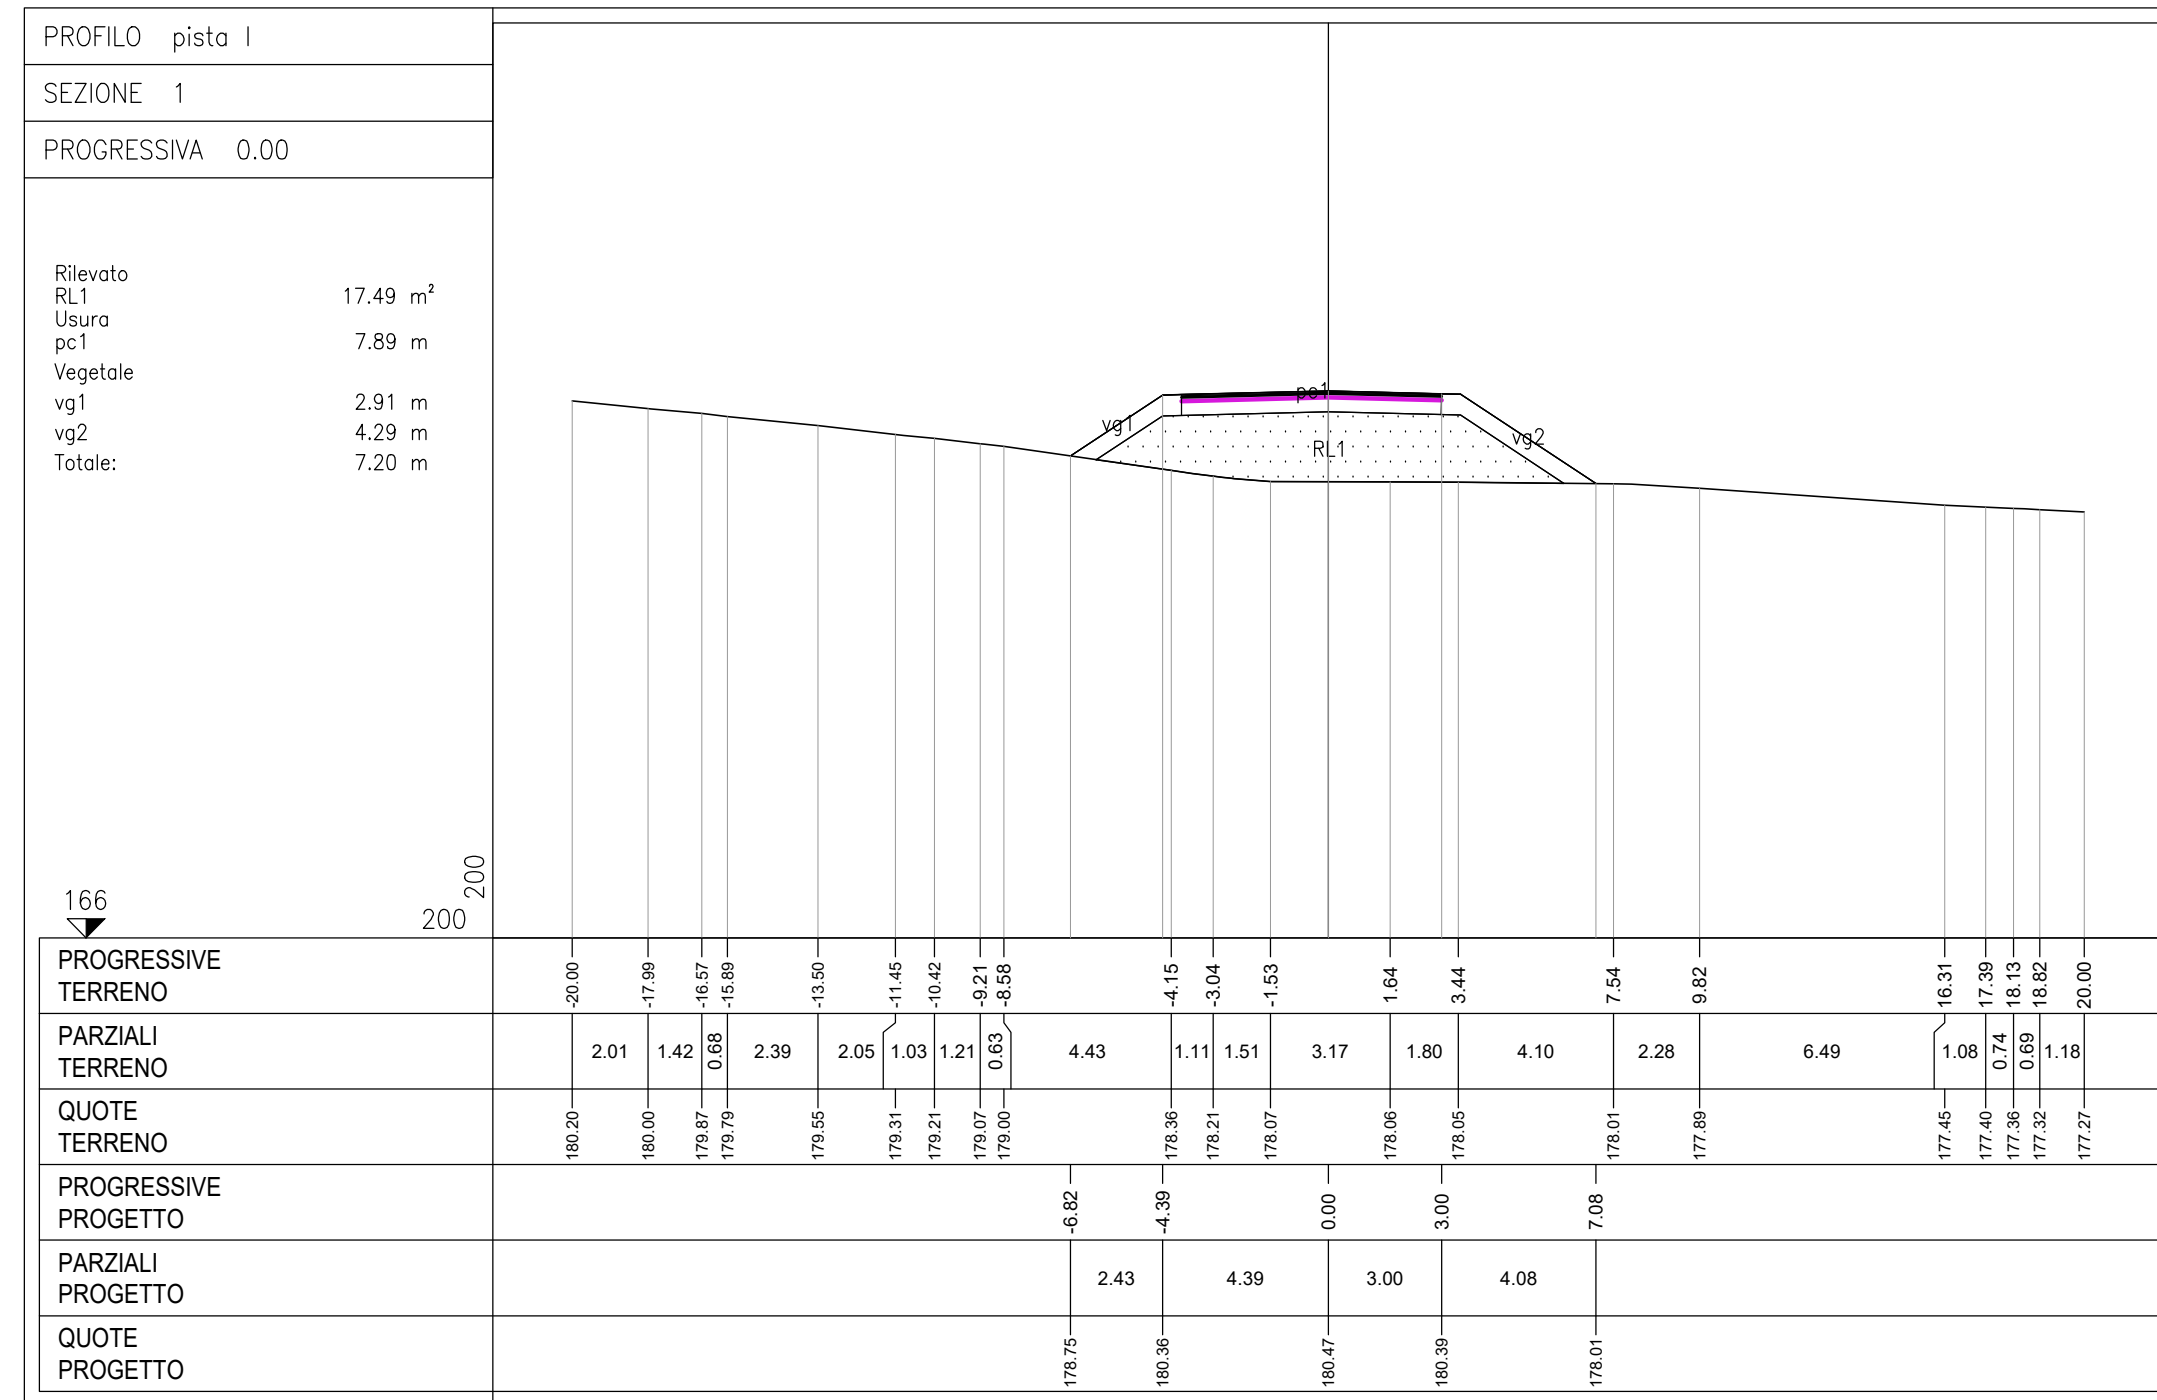 PROFILO pista I
SEZIONE 1
PROGRESSIVA 0.00
Rilevato
RL1 17.49 m²
Usura
pc1 7.89 m
Vegetale
vg1 2.91 m
vg2 4.29 m
Totale: 7.20 m
pc1
vg1
vg2
RL1
200
166
200
PROGRESSIVE
TERRENO
-20.00 -17.99 -16.57 -15.89 -13.50 -11.45 -10.42 -9.21 -8.58 -4.15 -3.04 -1.53 1.64 3.44 7.54 9.82 16.31 17.39 18.13 18.82 20.00
PARZIALI
TERRENO
2.01 1.42 0.68 2.39 2.05 1.03 1.21 0.63 4.43 1.11 1.51 3.17 1.80 4.10 2.28 6.49 1.08 0.74 0.69 1.18
QUOTE
TERRENO
180.20 180.00 179.87 179.79 179.55 179.31 179.21 179.07 179.00 178.36 178.21 178.07 178.06 178.05 178.01 177.89 177.45 177.40 177.36 177.32 177.27
PROGRESSIVE
PROGETTO
-6.82 -4.39 0.00 3.00 7.08
PARZIALI
PROGETTO
2.43 4.39 3.00 4.08
QUOTE
PROGETTO
178.75 180.36 180.47 180.39 178.01